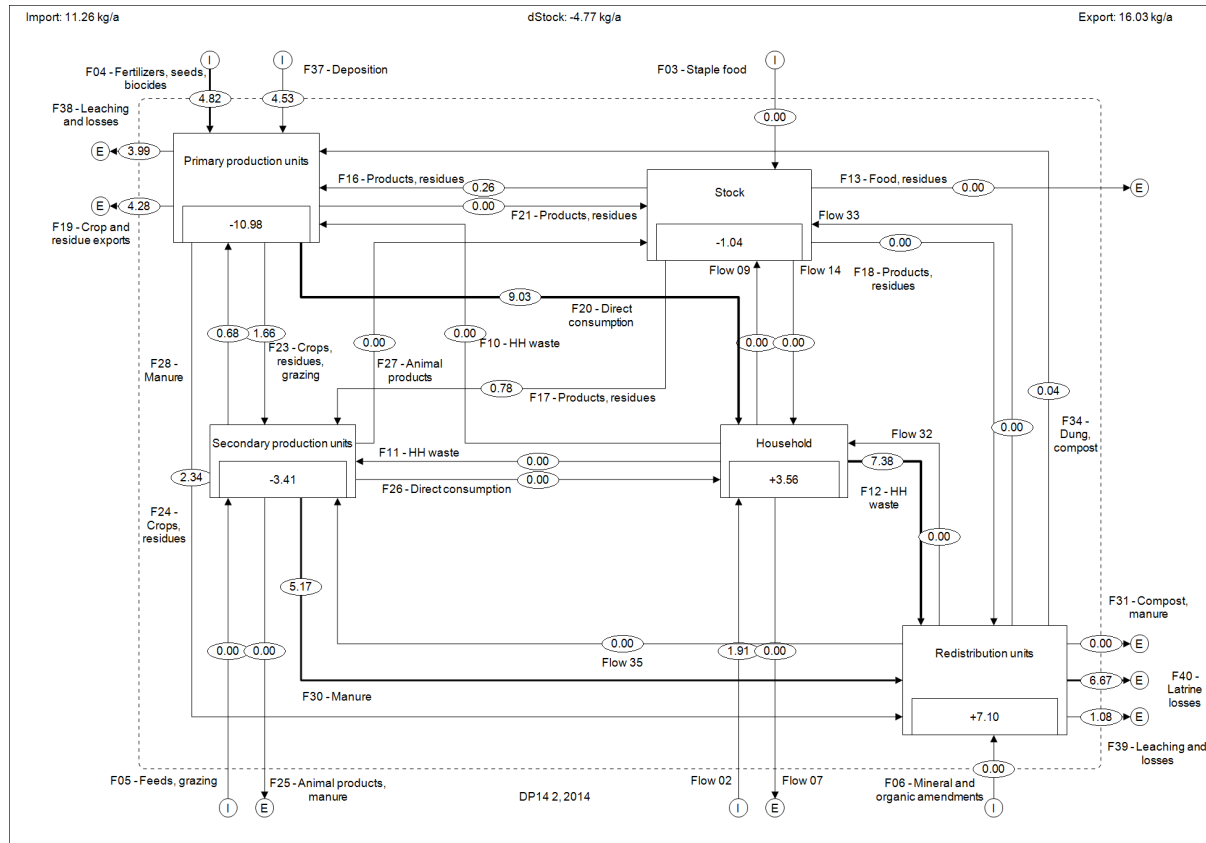 Import: 11.26 kg/a
dStock: -4.77 kg/a
Export: 16.03 kg/a
I
I
I
F04 - Fertilizers, seeds,
biocides
F37 - Deposition
F03 - Staple food
4.82
4.53
F38 - Leaching
and losses
0.00
E
3.99
Primary production units
F16 - Products, residues
0.26
Stock
F13 - Food, residues
0.00
E
E
4.28
0.00
F21 - Products, residues
Flow 33
F19 - Crop and
residue exports
-10.98
-1.04
0.00
Flow 09
Flow 14
F18 - Products,
residues
9.03
F20 - Direct
consumption
0.68
1.66
0.00
0.00
0.00
0.00
F23 - Crops,
residues,
grazing
F10 - HH waste
F28 -
Manure
F27 - Animal
products
0.78
F17 - Products, residues
0.04
0.00
F34 -
Dung,
compost
Secondary production units
Household
Flow 32
F11 - HH waste
0.00
7.38
2.34
-3.41
0.00
+3.56
F26 - Direct consumption
F12 - HH
waste
F24 -
Crops,
residues
0.00
5.17
F31 - Compost,
manure
0.00
0.00
0.00
1.91
0.00
Redistribution units
0.00
E
Flow 35
F30 - Manure
6.67
E
F40 -
Latrine
losses
+7.10
1.08
E
F39 - Leaching and
losses
0.00
F05 - Feeds, grazing
F25 - Animal products,
manure
Flow 02
Flow 07
F06 - Mineral and
organic amendments
DP14 2, 2014
I
E
I
E
I